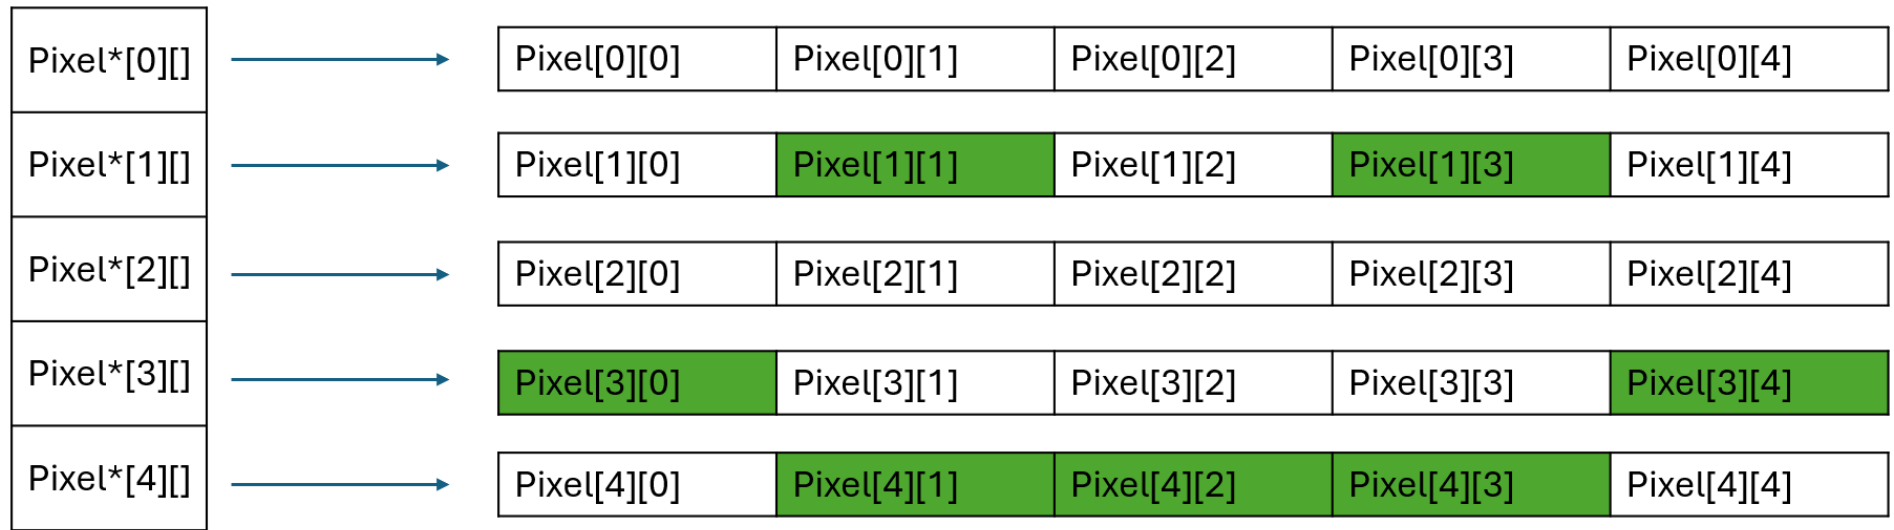 Pixel*[0][] Pixel[0][0] Pixel[0][1] Pixel[0][2] Pixel[0][3] Pixel[0][4]
Pixel*[1][] Pixel[1][0] Pixel[1][1] Pixel[1][2] Pixel[1][3] Pixel[1][4]
Pixel*[2][] Pixel[2][0] Pixel[2][1] Pixel[2][2] Pixel[2][3] Pixel[2][4]
Pixel*[3][] Pixel[3][0] Pixel[3][1] Pixel[3][2] Pixel[3][3] Pixel[3][4]
Pixel*[4][] Pixel[4][0] Pixel[4][1] Pixel[4][2] Pixel[4][3] Pixel[4][4]